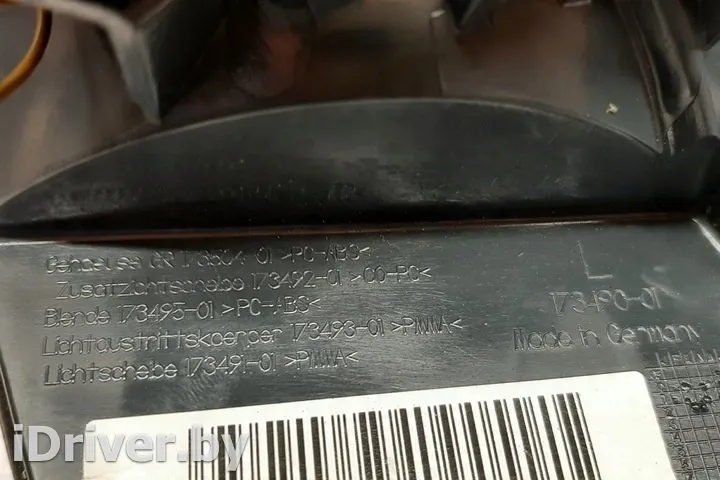 Gehaeuse GR 173504-01 >PC-ABS<
Zusatzlichtscheibe 173492-01 >CO-PC<
Blende 173495-01 >PC-ABS<
Lichtaustrittskoerper 173493-01 >PMMA<
Lichtscheibe 173491-01 >PMMA<
L
173490-01
Made in Germany
iDriver.by